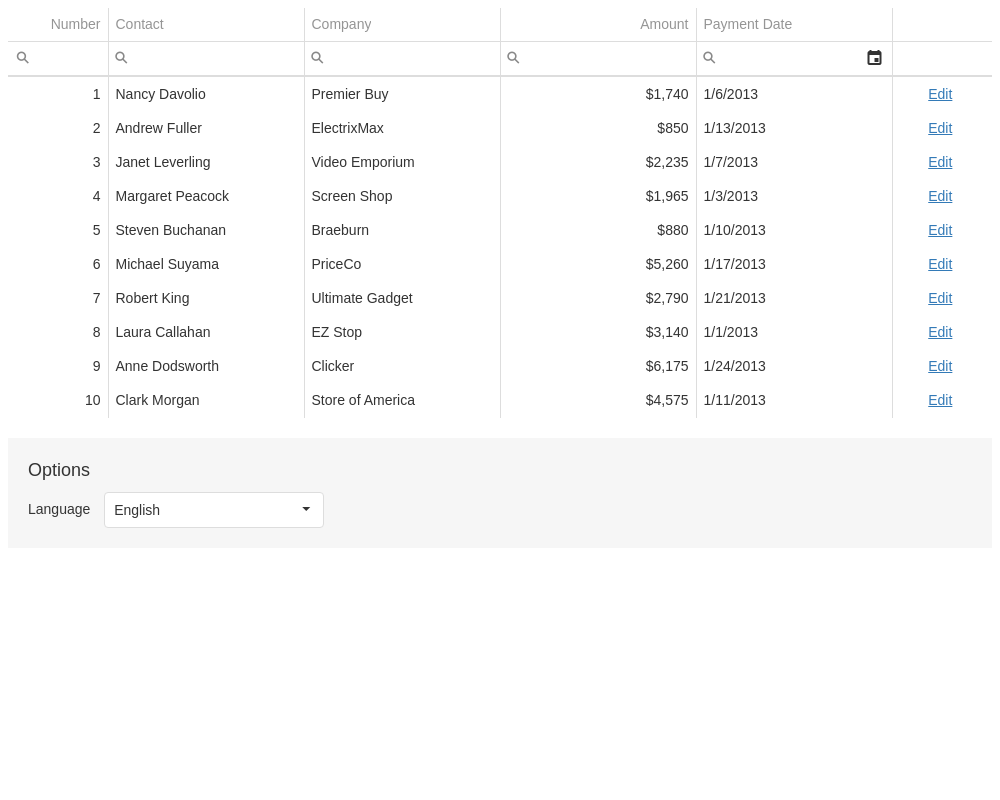 Number Contact Company Amount Payment Date
1 Nancy Davolio Premier Buy $1,740 1/6/2013 Edit
2 Andrew Fuller ElectrixMax $850 1/13/2013 Edit
3 Janet Leverling Video Emporium $2,235 1/7/2013 Edit
4 Margaret Peacock Screen Shop $1,965 1/3/2013 Edit
5 Steven Buchanan Braeburn $880 1/10/2013 Edit
6 Michael Suyama PriceCo $5,260 1/17/2013 Edit
7 Robert King Ultimate Gadget $2,790 1/21/2013 Edit
8 Laura Callahan EZ Stop $3,140 1/1/2013 Edit
9 Anne Dodsworth Clicker $6,175 1/24/2013 Edit
10 Clark Morgan Store of America $4,575 1/11/2013 Edit
Options
Language English